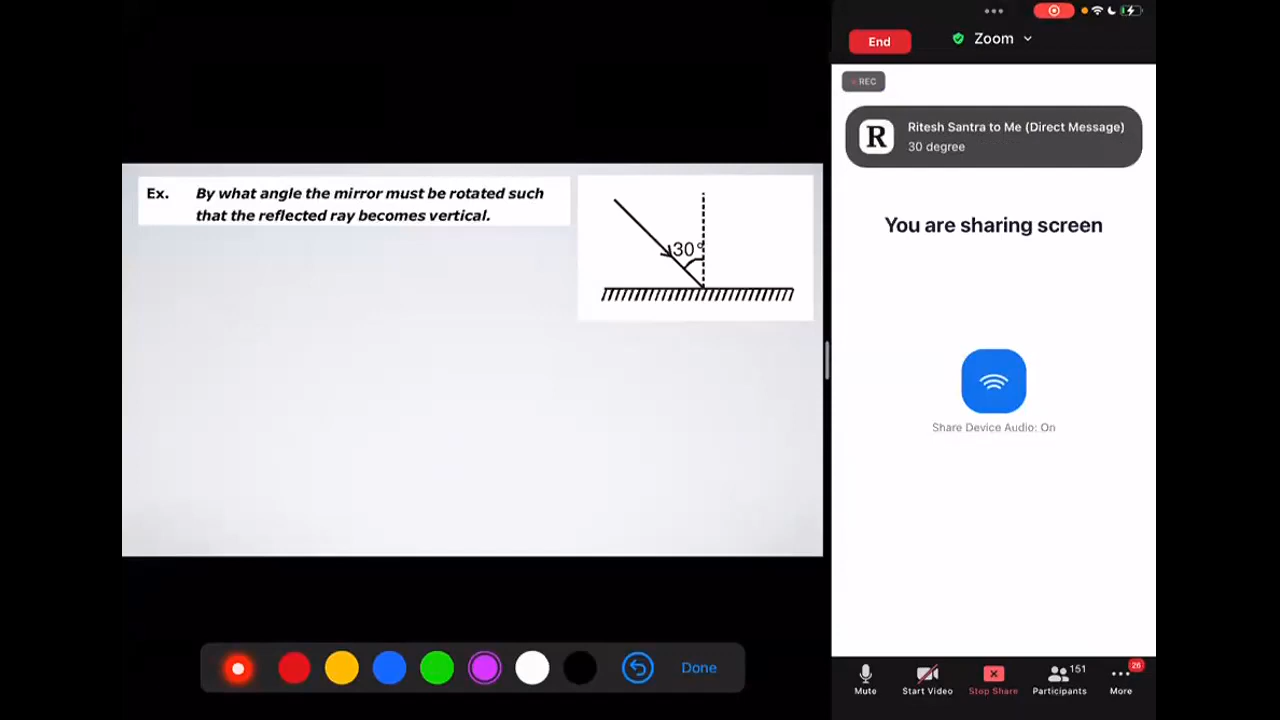 End
Zoom
REC
R
Ritesh Santra to Me (Direct Message)
30 degree
Ex. By what angle the mirror must be rotated such
that the reflected ray becomes vertical.
30°
You are sharing screen
Share Device Audio: On
Done
151
26
Mute
Start Video
Stop Share
Participants
More